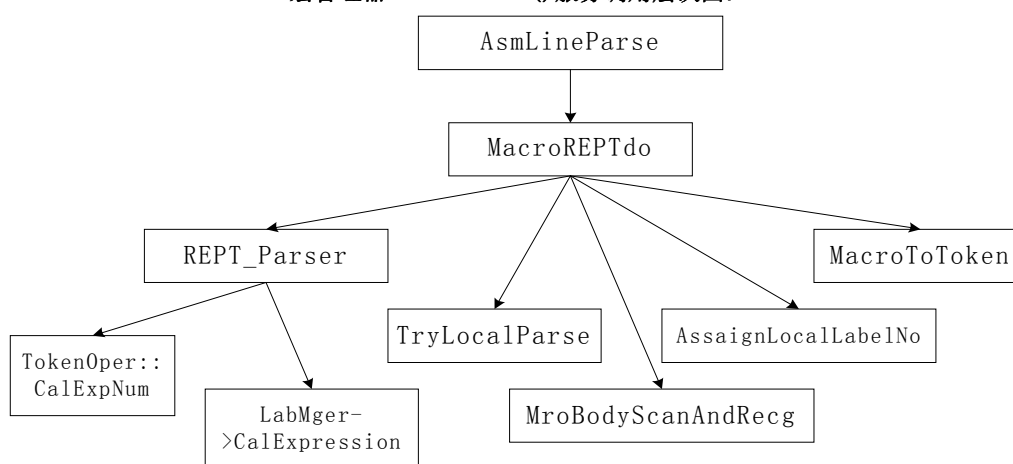 AsmLineParse
MacroREPTdo
REPT_Parser
MacroToToken
TryLocalParse
AssaignLocalLabelNo
TokenOper::
CalExpNum
LabMger-
>CalExpression
MroBodyScanAndRecg